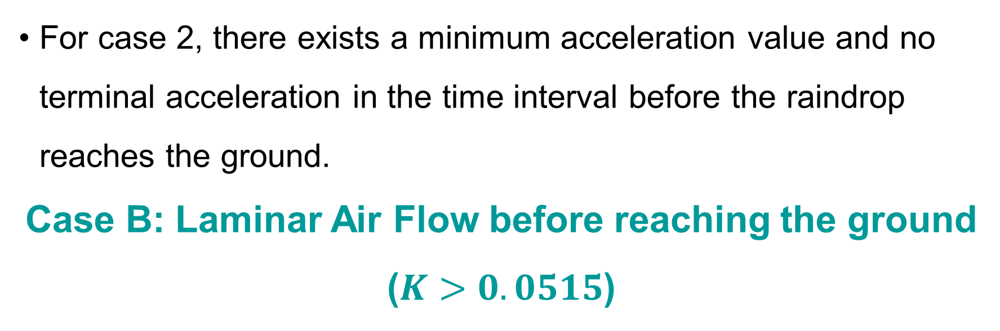 • For case 2, there exists a minimum acceleration value and no
terminal acceleration in the time interval before the raindrop
reaches the ground.
Case B: Laminar Air Flow before reaching the ground
(K > 0.0515)